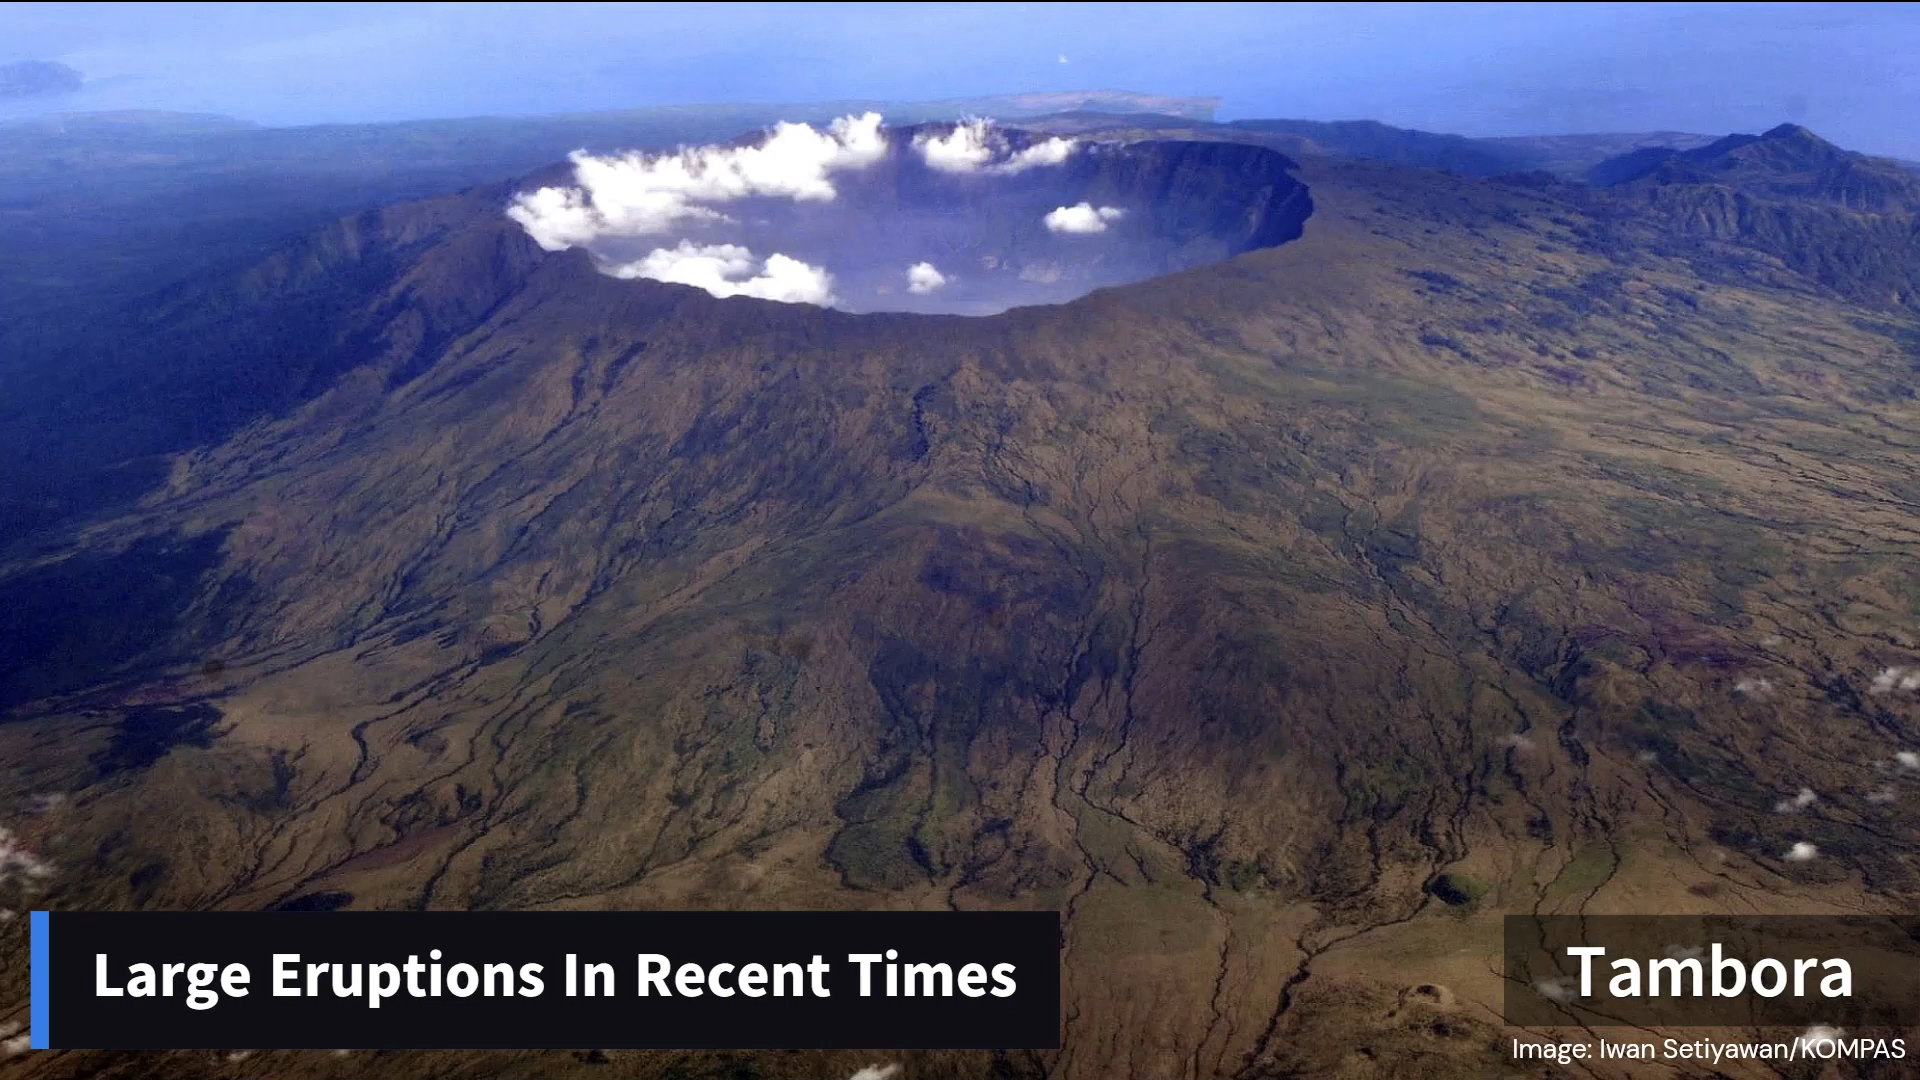 Large Eruptions In Recent Times
Tambora
Image: Iwan Setiyawan/KOMPAS